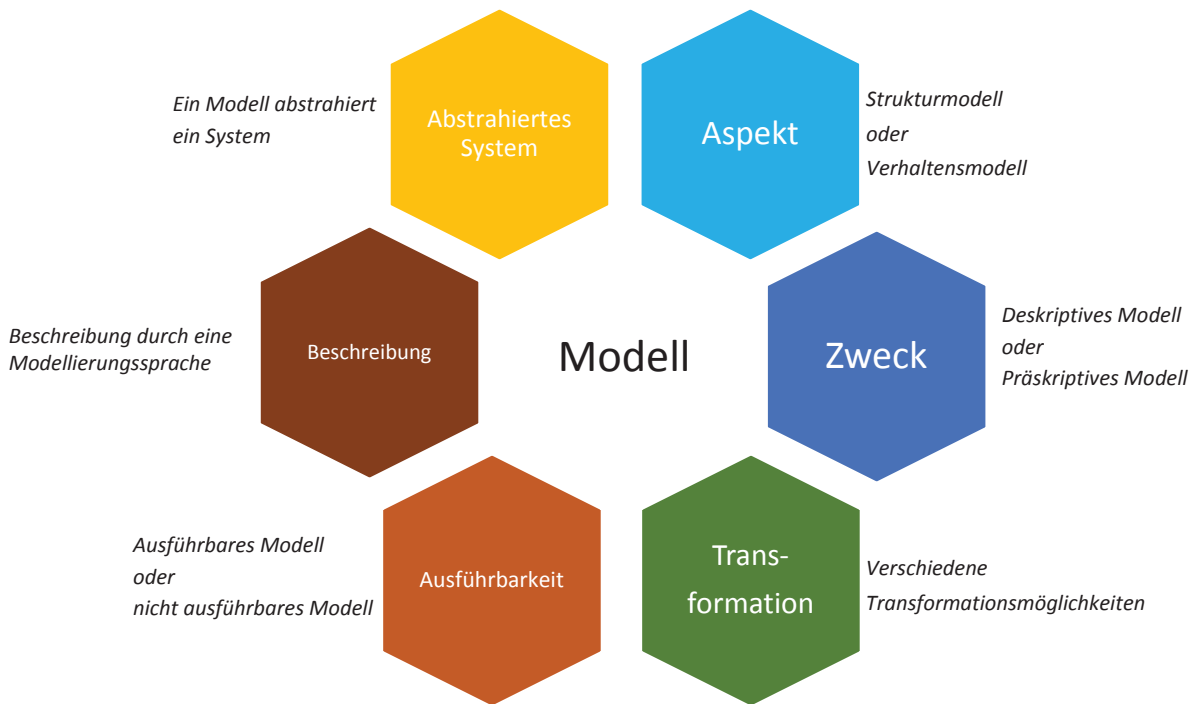 Ein Modell abstrahiert
ein System
Abstrahiertes
System
Aspekt
Strukturmodell
oder
Verhaltensmodell
Beschreibung durch eine
Modellierungssprache
Beschreibung
Modell
Zweck
Deskriptives Modell
oder
Präskriptives Modell
Ausführbares Modell
oder
nicht ausführbares Modell
Ausführbarkeit
Trans-
formation
Verschiedene
Transformationsmöglichkeiten